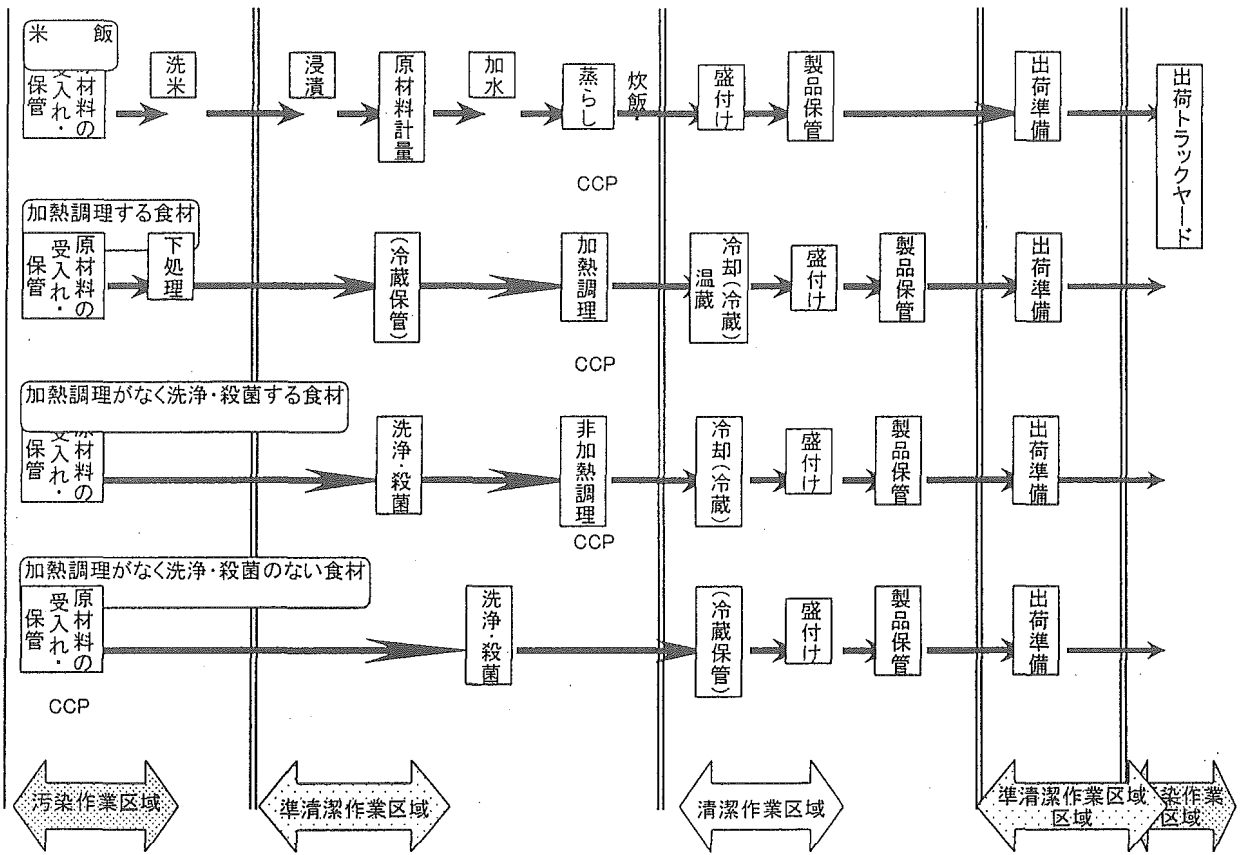 米　　飯
原材料の
受入れ・
保管
洗米
浸漬
原材料計量
加水
炊飯・
蒸らし
盛付け
製品保管
出荷準備
出荷トラックヤード
CCP
加熱調理する食材
原材料の
受入れ・
保管
下処理
(冷蔵保管)
加熱調理
冷却(冷蔵)
温蔵
盛付け
製品保管
出荷準備
CCP
加熱調理がなく洗浄・殺菌する食材
原材料の
受入れ・
保管
洗浄・殺菌
非加熱調理
冷却(冷蔵)
盛付け
製品保管
出荷準備
CCP
加熱調理がなく洗浄・殺菌のない食材
原材料の
受入れ・
保管
洗浄・殺菌
(冷蔵保管)
盛付け
製品保管
出荷準備
CCP
汚染作業区域
準清潔作業区域
清潔作業区域
準清潔作業区域
区域
染作業
区域